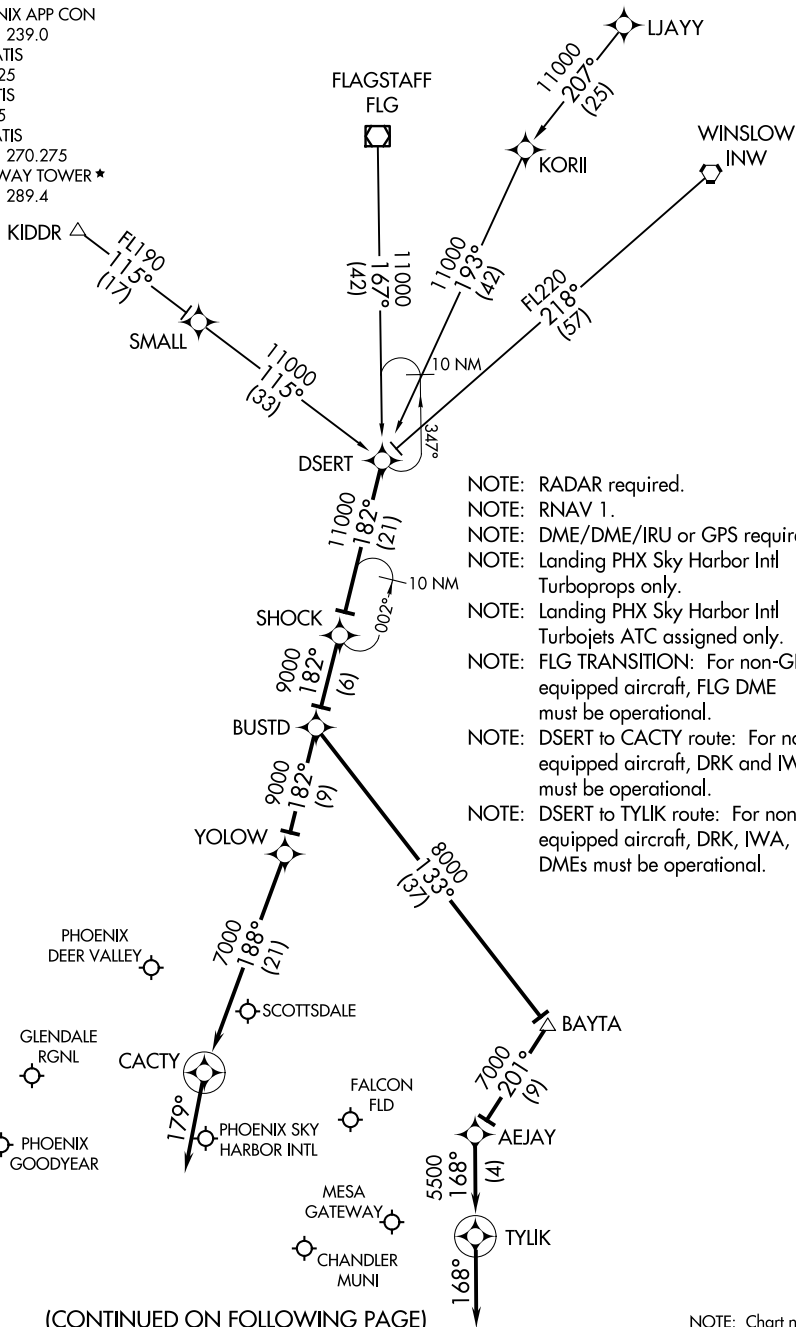 NIX APP CON
239.0
ATIS
25
TIS
5
ATIS
270.275
WAY TOWER ★
289.4
LJAYY
11000
207°
(25)
FLAGSTAFF
FLG
KORII
WINSLOW
INW
KIDDR
FL190
115°
(17)
SMALL
11000
115°
(33)
11000
167°
(42)
11000
193°
(42)
FL220
218°
(57)
10 NM
347°
DSERT
11000
182°
(21)
10 NM
002°
SHOCK
9000
182°
(6)
BUSTD
9000
182°
(9)
YOLOW
NOTE: RADAR required.
NOTE: RNAV 1.
NOTE: DME/DME/IRU or GPS requir
NOTE: Landing PHX Sky Harbor Intl
Turboprops only.
NOTE: Landing PHX Sky Harbor Intl
Turbojets ATC assigned only.
NOTE: FLG TRANSITION: For non-GP
equipped aircraft, FLG DME
must be operational.
NOTE: DSERT to CACTY route: For no
equipped aircraft, DRK and IW
must be operational.
NOTE: DSERT to TYLIK route: For non
equipped aircraft, DRK, IWA,
DMEs must be operational.
8000
133°
(37)
PHOENIX
DEER VALLEY
7000
188°
(21)
SCOTTSDALE
BAYTA
GLENDALE
RGNL
CACTY
7000
201°
(9)
FALCON
FLD
179°
PHOENIX SKY
HARBOR INTL
AEJAY
PHOENIX
GOODYEAR
5500
168°
(4)
MESA
GATEWAY
TYLIK
CHANDLER
MUNI
168°
(CONTINUED ON FOLLOWING PAGE)
NOTE: Chart n